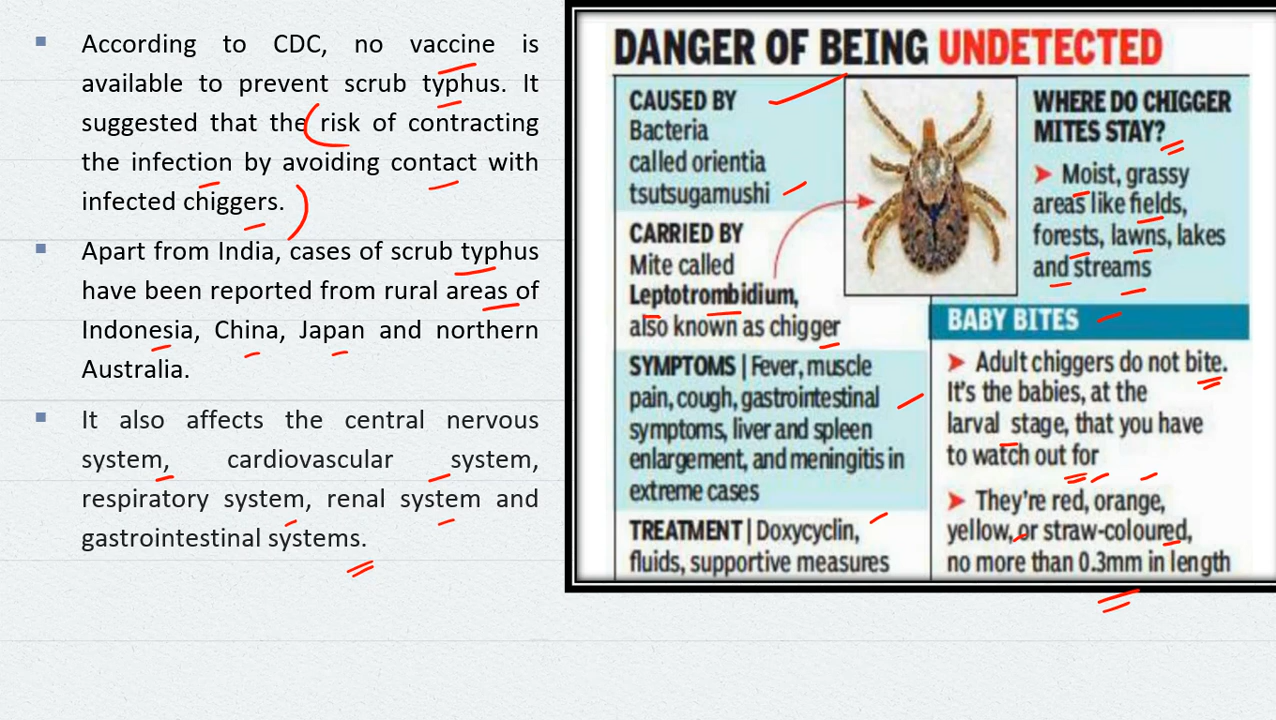 According to CDC, no vaccine is
available to prevent scrub typhus. It
suggested that the risk of contracting
the infection by avoiding contact with
infected chiggers.
Apart from India, cases of scrub typhus
have been reported from rural areas of
Indonesia, China, Japan and northern
Australia.
It also affects the central nervous
system, cardiovascular system,
respiratory system, renal system and
gastrointestinal systems.
DANGER OF BEING UNDETECTED
CAUSED BY
Bacteria
called orientia
tsutsugamushi
CARRIED BY
Mite called
Leptotrombidium,
also known as chigger
SYMPTOMS | Fever, muscle
pain, cough, gastrointestinal
symptoms, liver and spleen
enlargement, and meningitis in
extreme cases
TREATMENT | Doxycyclin,
fluids, supportive measures
WHERE DO CHIGGER
MITES STAY?
Moist, grassy
areas like fields,
forests, lawns, lakes
and streams
BABY BITES
Adult chiggers do not bite.
It's the babies, at the
larval stage, that you have
to watch out for
They're red, orange,
yellow, or straw-coloured,
no more than 0.3mm in length